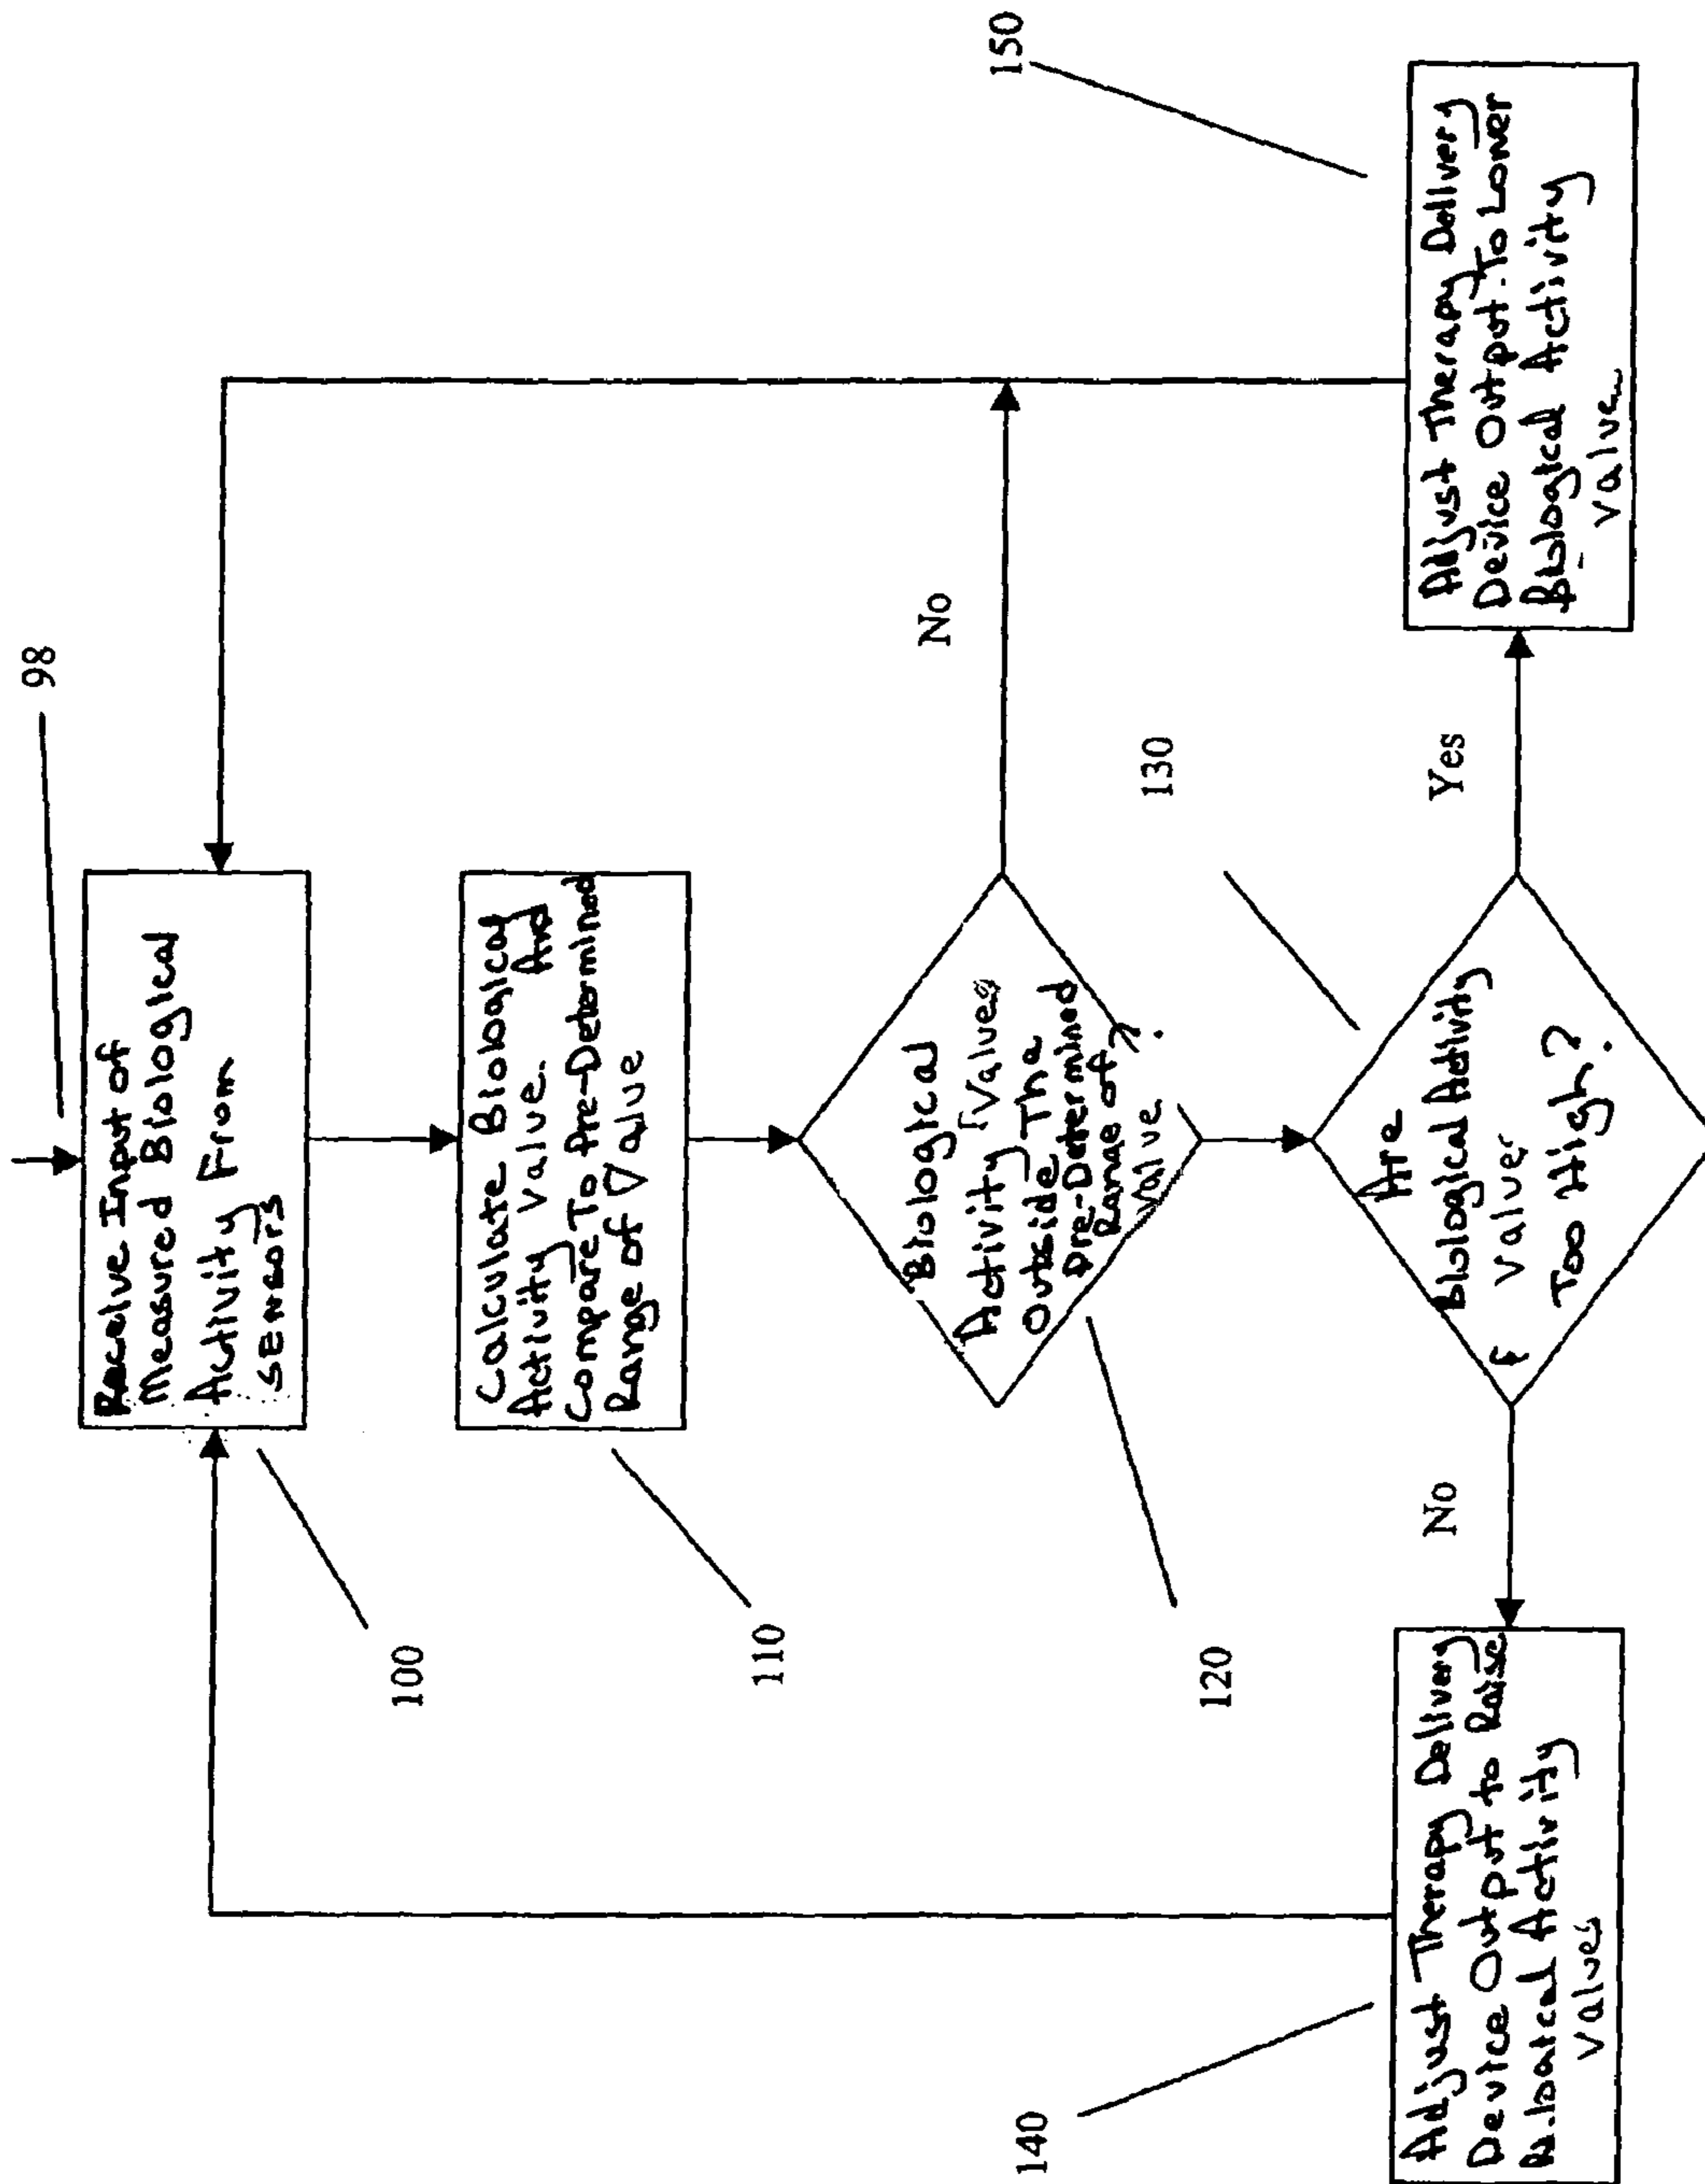 98
Receive Input of
Measured Biological
Activity From
SENSORS
100
Calculate Biological
Activity Value. And
Compare To Pre-Determined
Range of Value
110
Biological
Activity Values
Outside The
Pre-Determined
Range of ?
Value
120
No
Are
Biological Activity
Value
Too High?
130
No
Yes
Adjust Therapy Delivery
Device Output to Raise
Activity
Values
140
Adjust Therapy Delivery
Device Output To Lower
Biological Activity
Value
150